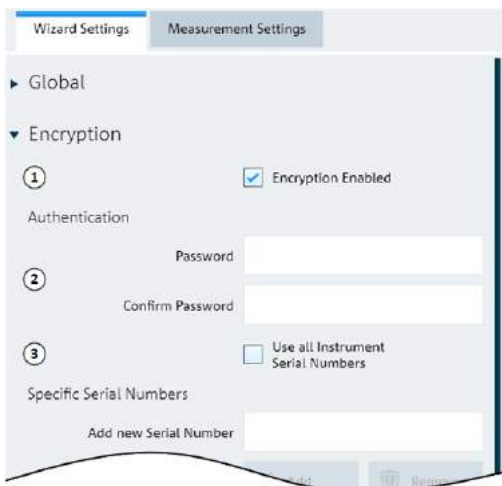 Wizard Settings Measurement Settings
Global
Encryption
1 Encryption Enabled
Authentication
Password
2
Confirm Password
3 Use all Instrument
Serial Numbers
Specific Serial Numbers
Add new Serial Number
Add